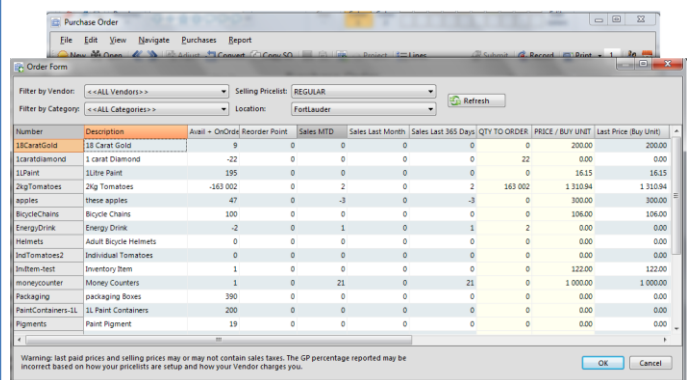 Purchase Order
File Edit View Navigate Purchases Report
New Open Adjust Convert Copy SO Project Lines Submit Record Print
Order Form
Filter by Vendor: <<ALL Vendors>> Selling Pricelist: REGULAR
Refresh
Filter by Category: <<ALL Categories>> Location: FortLauder
Number Description Avail + OnOrde Reorder Point Sales MTD Sales Last Month Sales Last 365 Days QTY TO ORDER PRICE / BUY UNIT Last Price (Buy Unit)
18CaratGold 18 Carat Gold 9 0 0 0 0 0 200.00 200.00
1caratdiamond 1 carat Diamond -22 0 0 0 0 22 0.00 0.00
1LPaint 1Litre Paint 195 0 0 0 0 0 16.15 16.15
2kgTomatoes 2Kg Tomatoes -163 002 0 2 0 2 163 002 1 310.94 1 310.94
apples these apples 47 0 -3 0 -3 0 300.00 300.00
BicycleChains Bicycle Chains 100 0 0 0 0 0 106.00 106.00
EnergyDrink Energy Drink -2 0 1 0 1 2 0.00 0.00
Helmets Adult Bicycle Helmets 0 0 0 0 0 0 0.00 0.00
IndTomatoes2 Individual Tomatoes 0 0 0 0 0 0 0.00 0.00
InvItem-test Inventory Item 1 0 0 0 0 0 122.00 122.00
moneycounter Money Counters 1 0 21 0 21 0 1 000.00 1 000.00
Packaging packaging Boxes 390 0 0 0 0 0 0.00 0.00
PaintContainers-1L 1L Paint Containers 200 0 0 0 0 0 0.00 0.00
Pigments Paint Pigment 19 0 0 0 0 0 0.00 0.00
Warning: last paid prices and selling prices may or may not contain sales taxes. The GP percentage reported may be
incorrect based on how your pricelists are setup and how your Vendor charges you.
OK Cancel